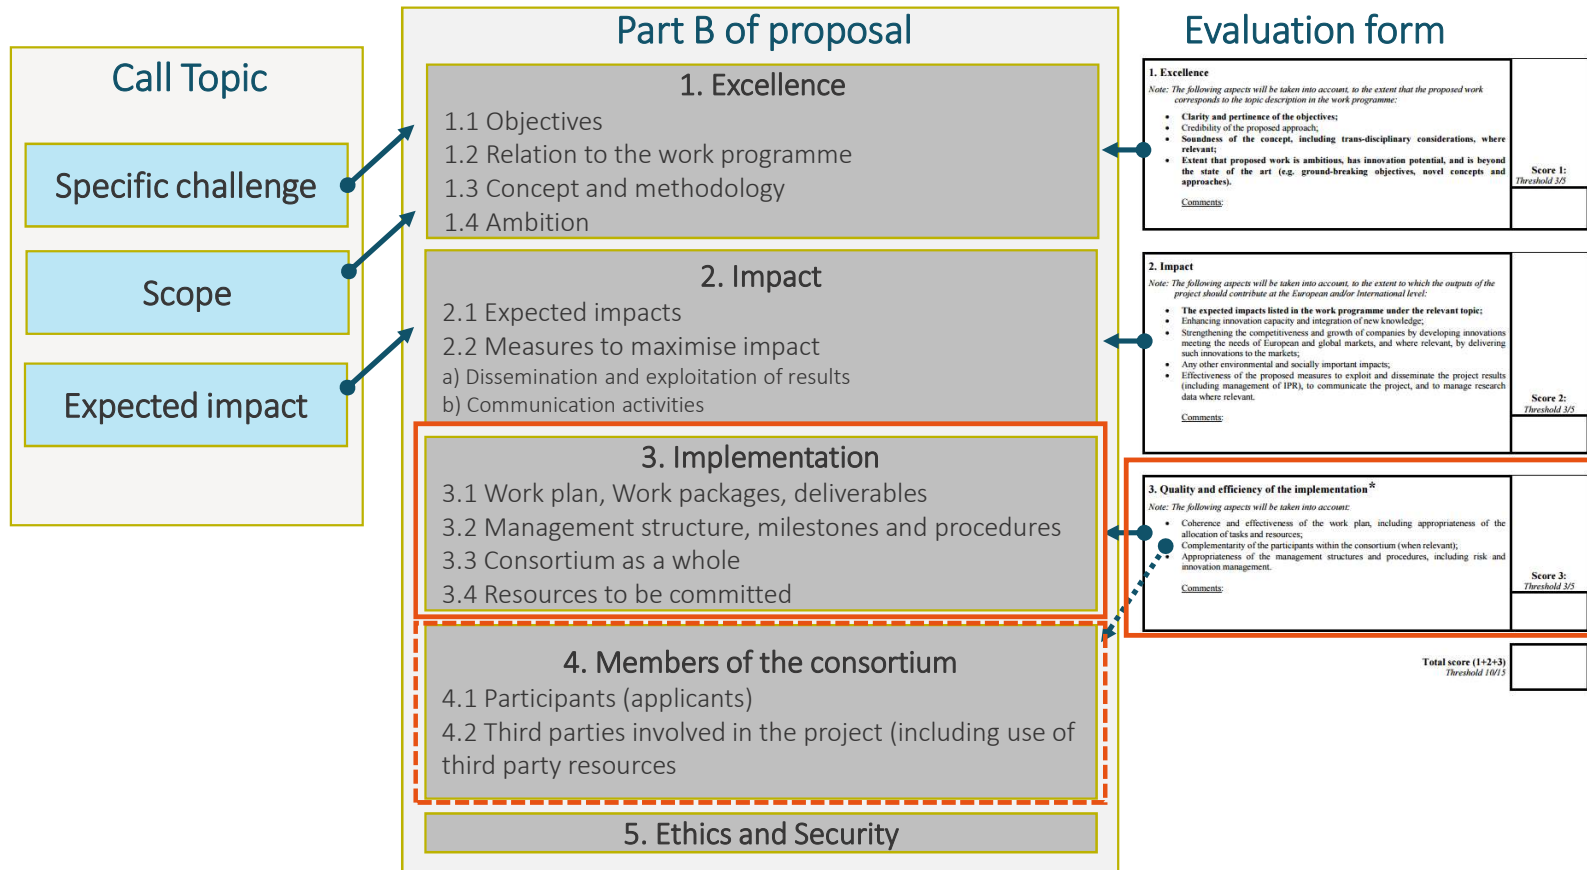 Call Topic
Specific challenge
Scope
Expected impact
Part B of proposal
1. Excellence
1.1 Objectives
1.2 Relation to the work programme
1.3 Concept and methodology
1.4 Ambition
2. Impact
2.1 Expected impacts
2.2 Measures to maximise impact
a) Dissemination and exploitation of results
b) Communication activities
3. Implementation
3.1 Work plan, Work packages, deliverables
3.2 Management structure, milestones and procedures
3.3 Consortium as a whole
3.4 Resources to be committed
4. Members of the consortium
4.1 Participants (applicants)
4.2 Third parties involved in the project (including use of
third party resources
5. Ethics and Security
Evaluation form
1. Excellence
Note: The following aspects will be taken into account, to the extent that the proposed work
corresponds to the topic description in the work programme:
• Clarity and pertinence of the objectives;
• Credibility of the proposed approach;
• Soundness of the concept, including trans-disciplinary considerations, where
relevant;
• Extent that proposed work is ambitious, has innovation potential, and is beyond
the state of the art (e.g. ground-breaking objectives, novel concepts and
approaches).
Comments:
Score 1:
Threshold 3/5
2. Impact
Note: The following aspects will be taken into account, to the extent to which the outputs of the
project should contribute at the European and/or International level:
• The expected impacts listed in the work programme under the relevant topic;
• Enhancing innovation capacity and integration of new knowledge;
• Strengthening the competitiveness and growth of companies by developing innovations
meeting the needs of European and global markets, and where relevant, by delivering
such innovations to the markets;
• Any other environmental and socially important impacts;
• Effectiveness of the proposed measures to exploit and disseminate the project results
(including management of IPR), to communicate the project, and to manage research
data where relevant.
Comments:
Score 2:
Threshold 3/5
3. Quality and efficiency of the implementation*
Note: The following aspects will be taken into account:
• Coherence and effectiveness of the work plan, including appropriateness of the
allocation of tasks and resources;
Complementarity of the participants within the consortium (when relevant);
• Appropriateness of the management structures and procedures, including risk and
innovation management.
Comments:
Score 3:
Threshold 3/5
Total score (1+2+3)
Threshold 10/15